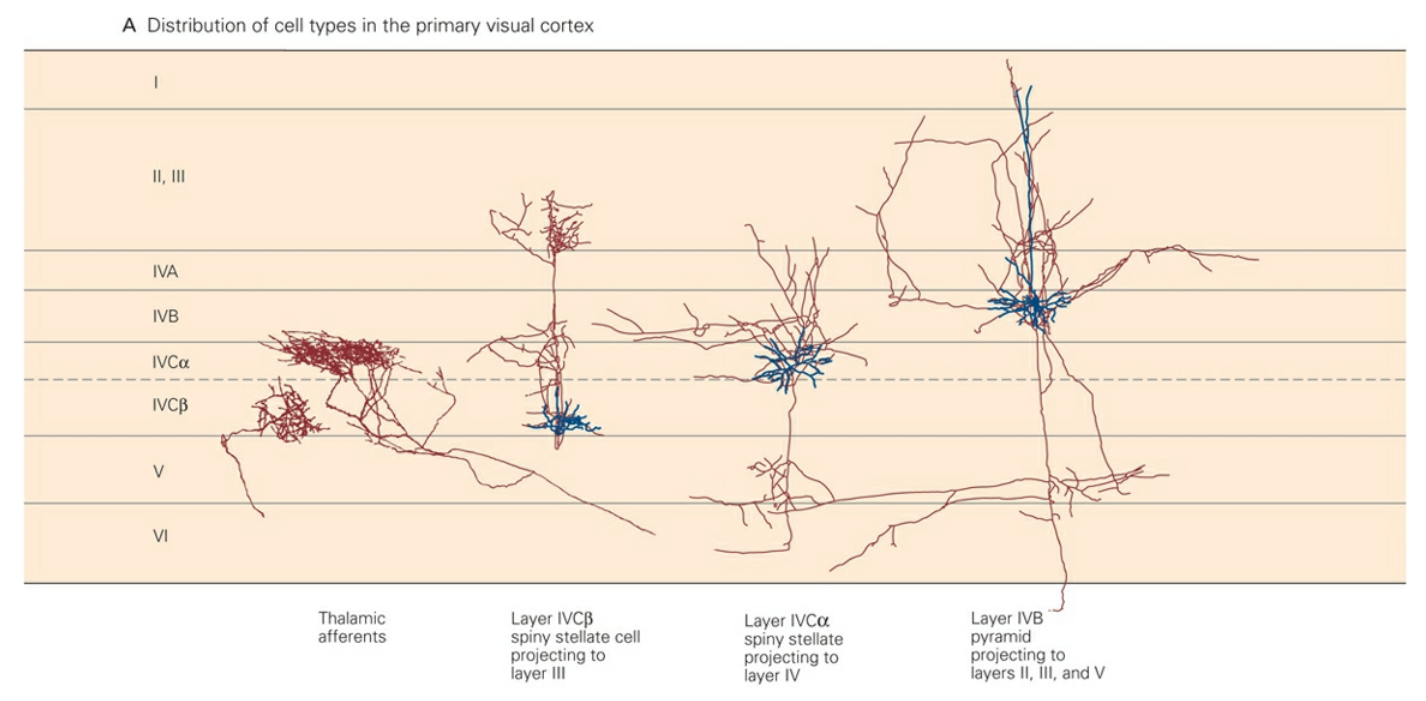 A Distribution of cell types in the primary visual cortex
I
II, III
IVA
IVB
IVCα
IVCβ
V
VI
Thalamic
afferents
Layer IVCβ
spiny stellate cell
projecting to
layer III
Layer IVCα
spiny stellate
projecting to
layer IV
Layer IVB
pyramid
projecting to
layers II, III, and V